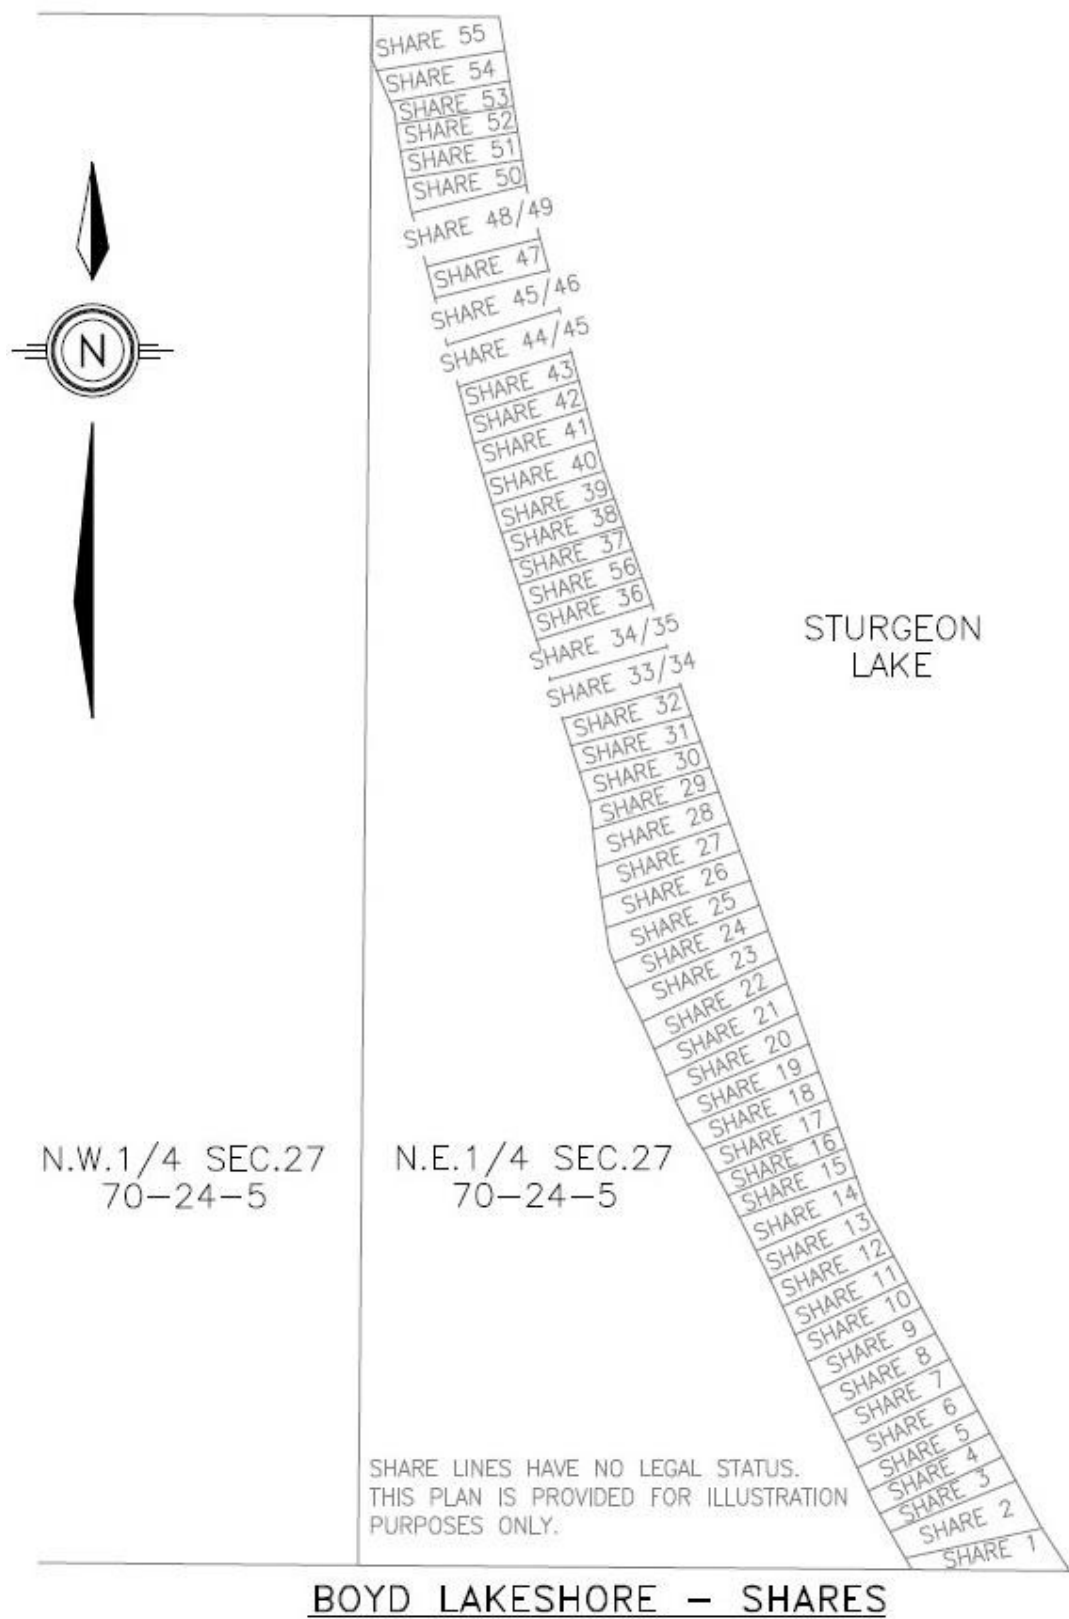 SHARE 55
SHARE 54
SHARE 53
SHARE 52
SHARE 51
SHARE 50
SHARE 48/49
SHARE 47
SHARE 45/46
N
SHARE 44/45
SHARE 43
SHARE 42
SHARE 41
SHARE 40
SHARE 39
SHARE 38
SHARE 37
SHARE 56
SHARE 36
SHARE 34/35
STURGEON
LAKE
SHARE 33/34
SHARE 32
SHARE 31
SHARE 30
SHARE 29
SHARE 28
SHARE 27
SHARE 26
SHARE 25
SHARE 24
SHARE 23
SHARE 22
SHARE 21
SHARE 20
SHARE 19
SHARE 18
SHARE 17
SHARE 16
SHARE 15
N.W.1/4 SEC.27
70-24-5
N.E.1/4 SEC.27
70-24-5
SHARE 14
SHARE 13
SHARE 12
SHARE 11
SHARE 10
SHARE 9
SHARE 8
SHARE 7
SHARE 6
SHARE 5
SHARE 4
SHARE 3
SHARE 2
SHARE 1
SHARE LINES HAVE NO LEGAL STATUS.
THIS PLAN IS PROVIDED FOR ILLUSTRATION
PURPOSES ONLY.
BOYD LAKESHORE - SHARES